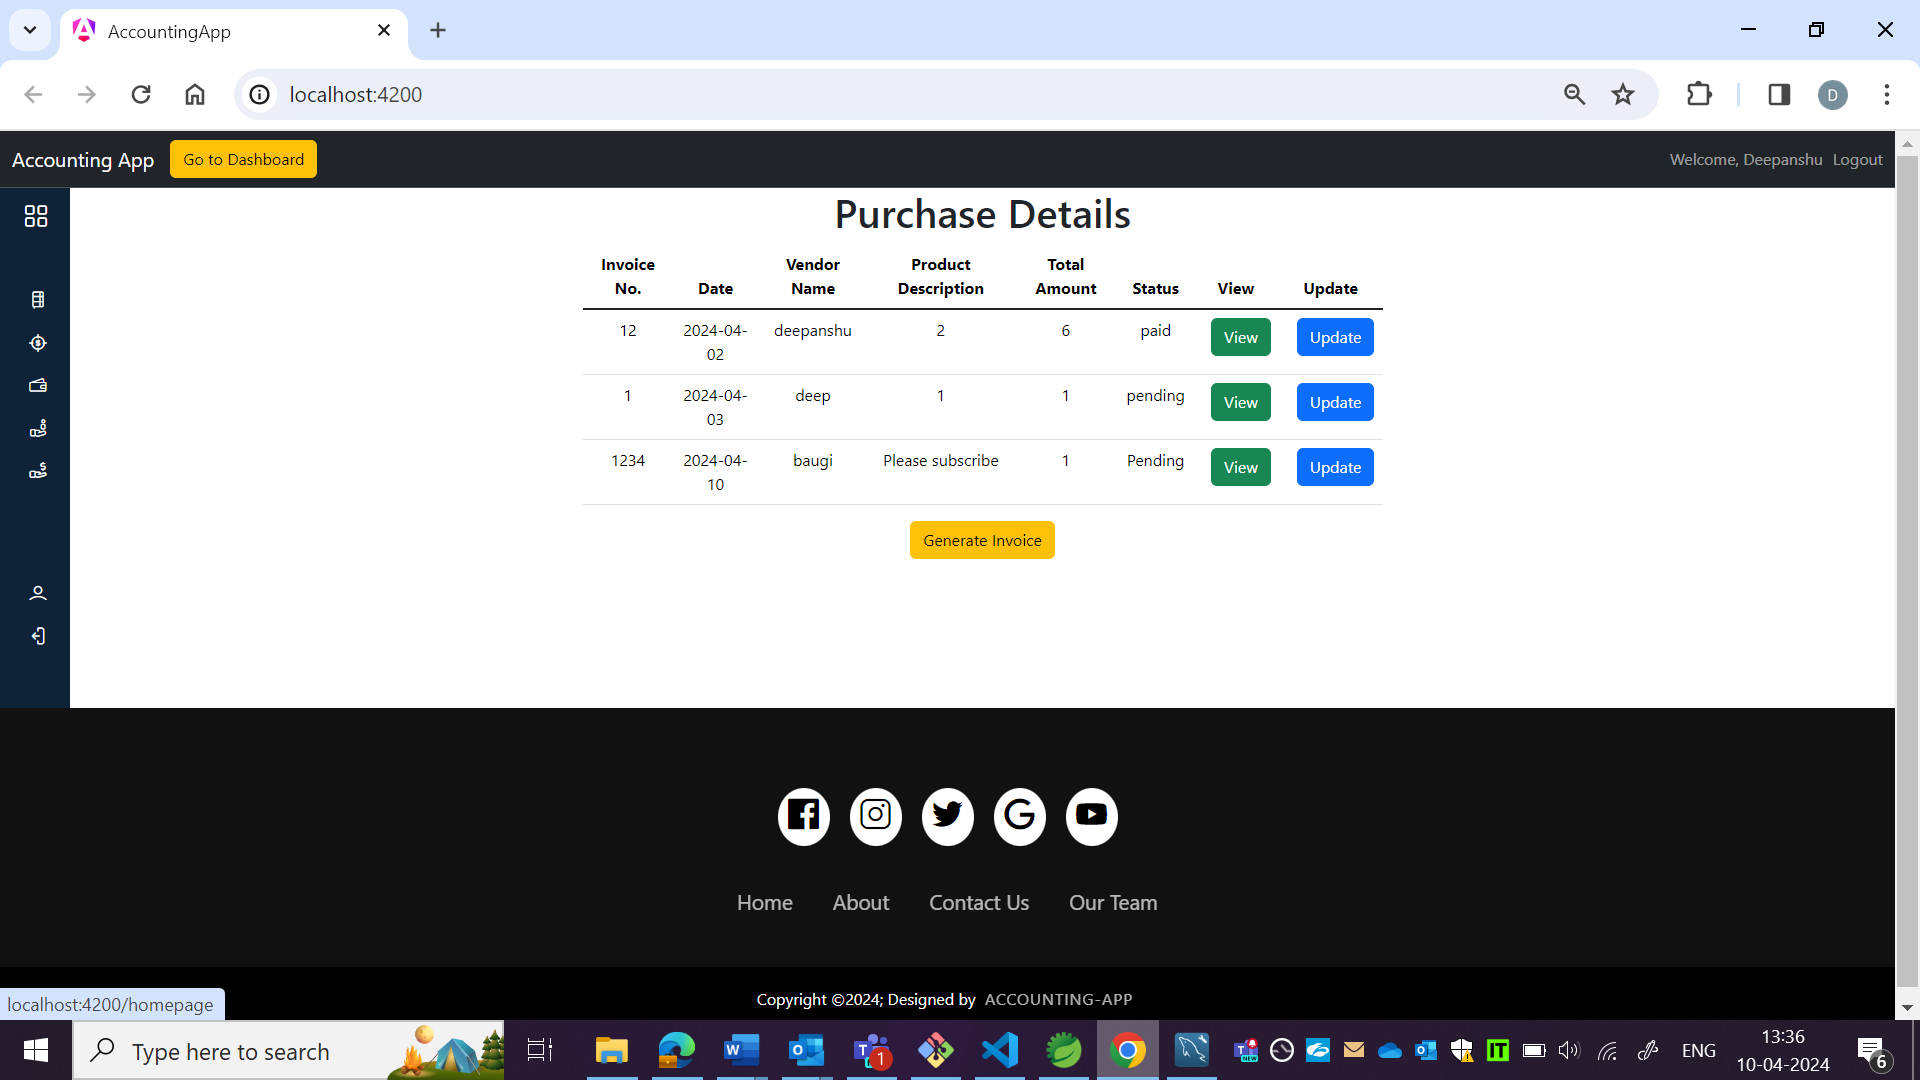 AccountingApp
localhost:4200
D
Accounting App Go to Dashboard Welcome, Deepanshu Logout
Purchase Details
Invoice No. Date Vendor Name Product Description Total Amount Status View Update
12 2024-04-02 deepanshu 2 6 paid View Update
1 2024-04-03 deep 1 1 pending View Update
1234 2024-04-10 baugi Please subscribe 1 Pending View Update
Generate Invoice
Home About Contact Us Our Team
Copyright ©2024; Designed by ACCOUNTING-APP
localhost:4200/homepage
Type here to search
1
NEW
IT
ENG
13:36
10-04-2024
6